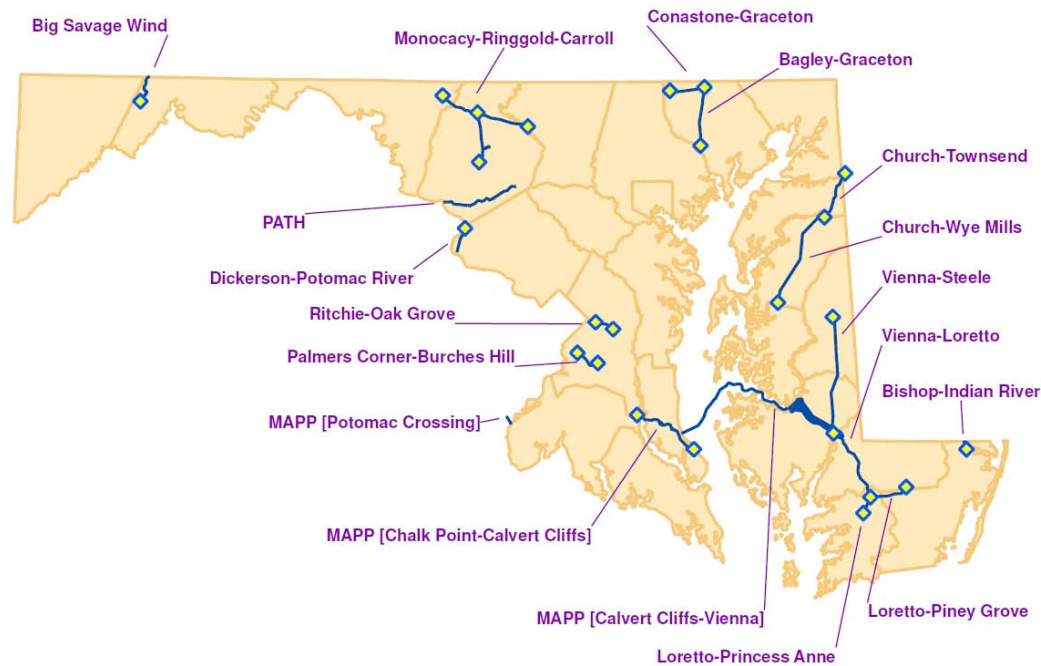 Conastone-Graceton
Big Savage Wind
Monocacy-Ringgold-Carroll
Bagley-Graceton
Church-Townsend
PATH
Church-Wye Mills
Dickerson-Potomac River
Vienna-Steele
Ritchie-Oak Grove
Vienna-Loretto
Palmers Corner-Burches Hill
Bishop-Indian River
MAPP [Potomac Crossing]
MAPP [Chalk Point-Calvert Cliffs]
Loretto-Piney Grove
MAPP [Calvert Cliffs-Vienna]
Loretto-Princess Anne